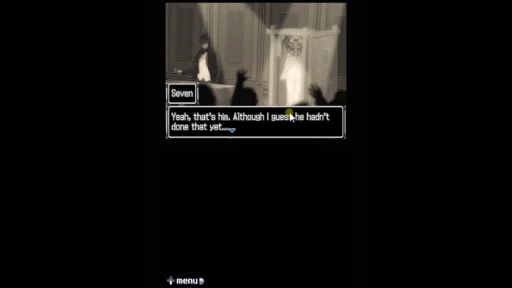 Seven
Yeah, that's him. Although I guess he hadn't
done that yet....
menu